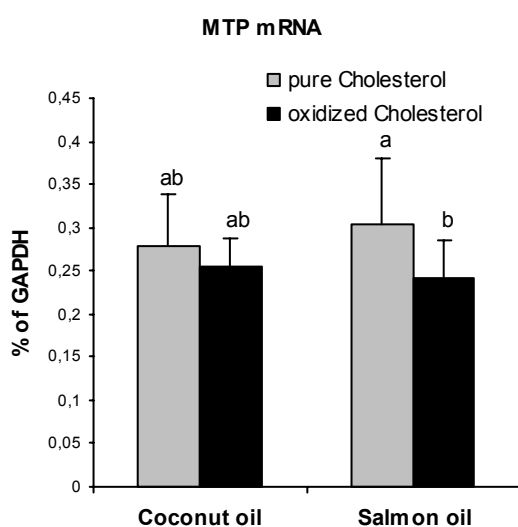 MTP mRNA
pure Cholesterol
oxidized Cholesterol
% of GAPDH
0,45
0,4
0,35
0,3
0,25
0,2
0,15
0,1
0,05
0
ab
ab
a
b
Coconut oil
Salmon oil